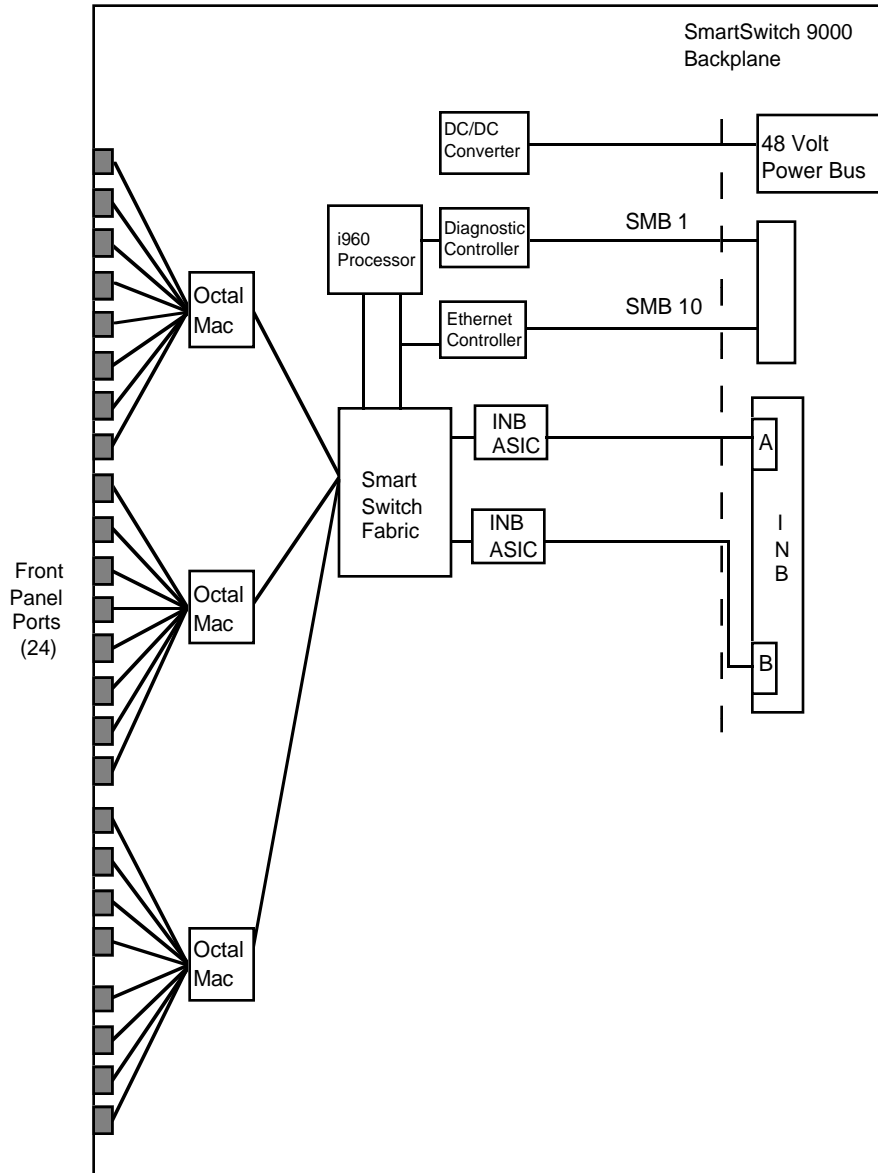 SmartSwitch 9000
Backplane
DC/DC
Converter
48 Volt
Power Bus
i960
Processor
Diagnostic
Controller
SMB 1
Octal
Mac
Ethernet
Controller
SMB 10
INB
ASIC
A
Smart
Switch
Fabric
INB
ASIC
I
N
B
Front
Panel
Ports
(24)
Octal
Mac
B
Octal
Mac